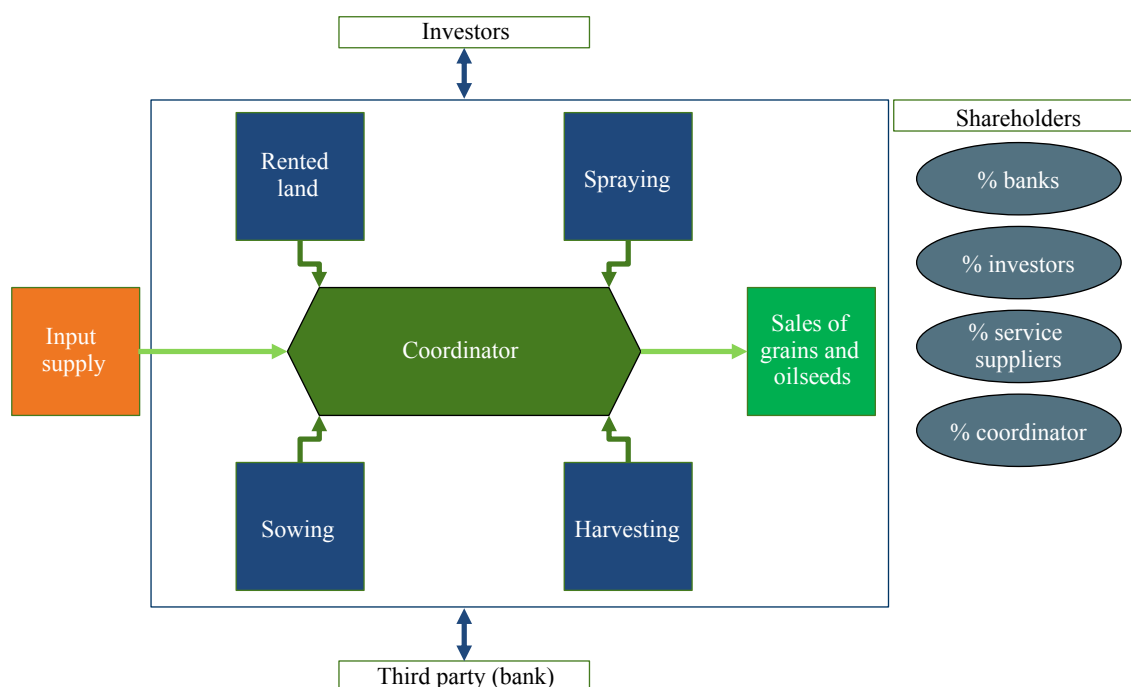 Investors
Shareholders
Rented
land
Spraying
% banks
% investors
Input
supply
Coordinator
Sales of
grains and
oilseeds
% service
suppliers
% coordinator
Sowing
Harvesting
Third party (bank)